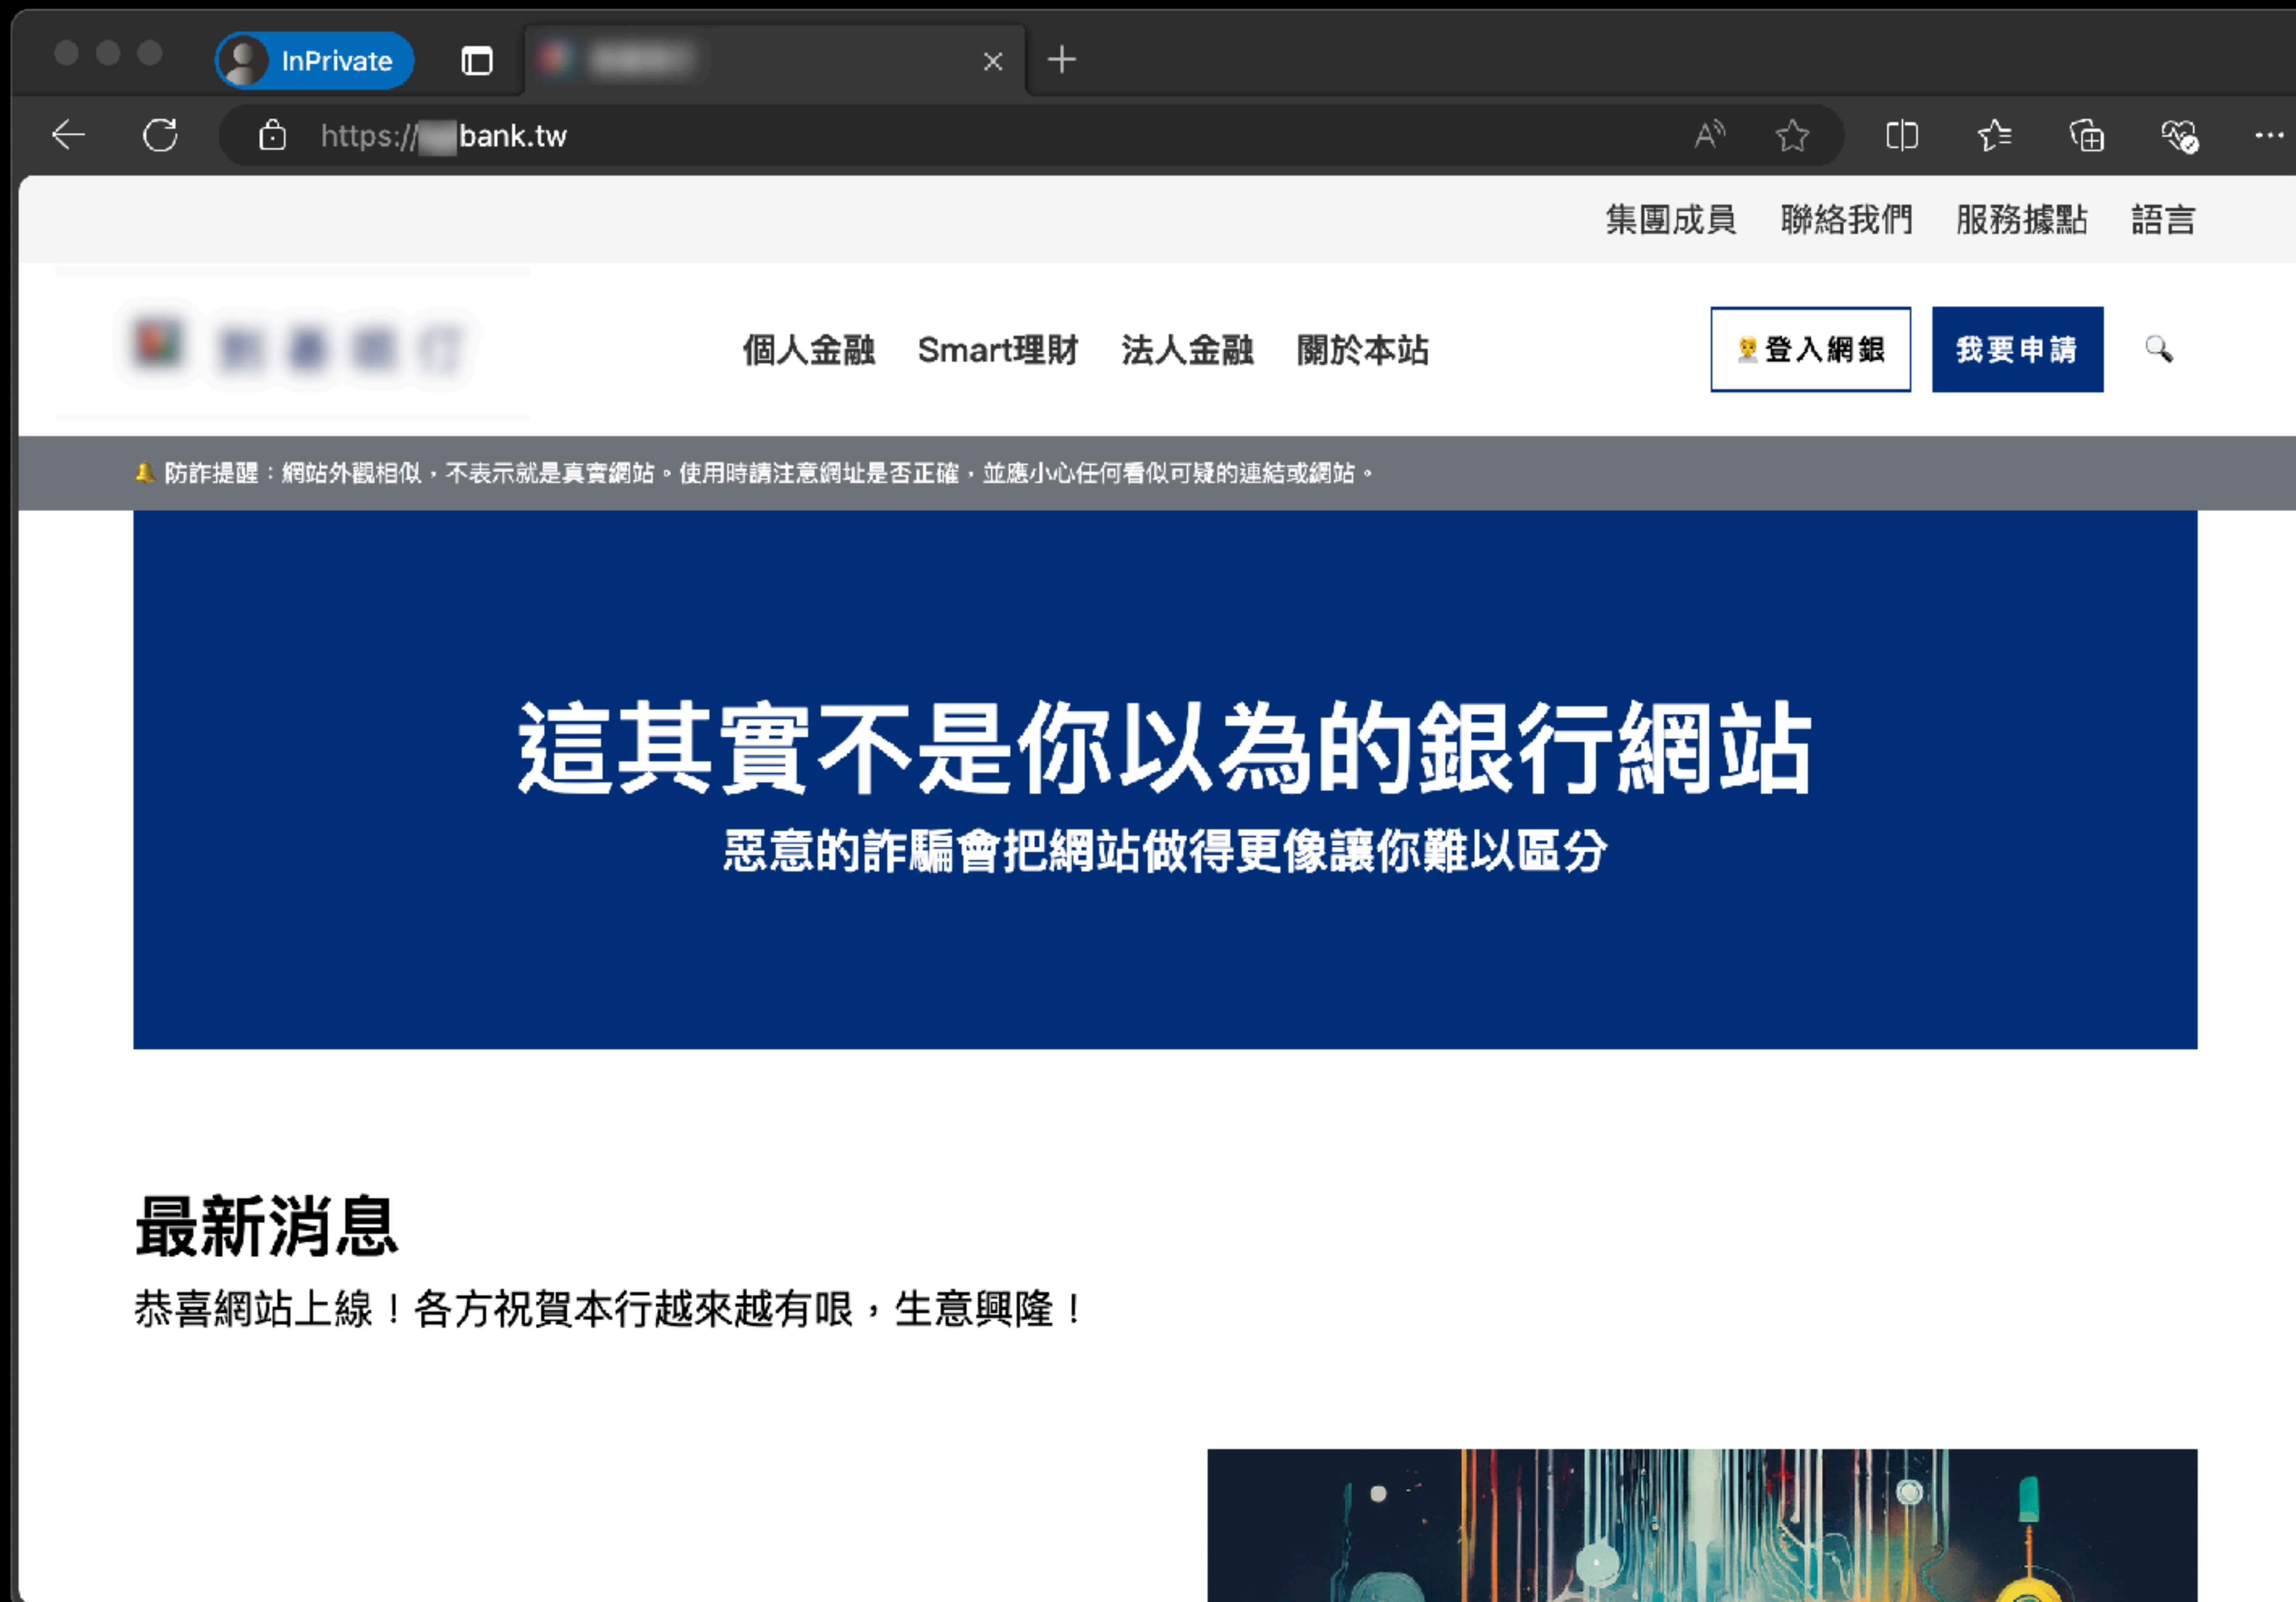 InPrivate
https:// bank.tw
集團成員 聯絡我們 服務據點 語言
個人金融 Smart理財 法人金融 關於本站 登入網銀 我要申請
防詐提醒：網站外觀相似，不表示就是真實網站。使用時請注意網址是否正確，並應小心任何看似可疑的連結或網站。
這其實不是你以為的銀行網站
惡意的詐騙會把網站做得更像讓你難以區分
最新消息
恭喜網站上線！各方祝賀本行越來越有哏，生意興隆！